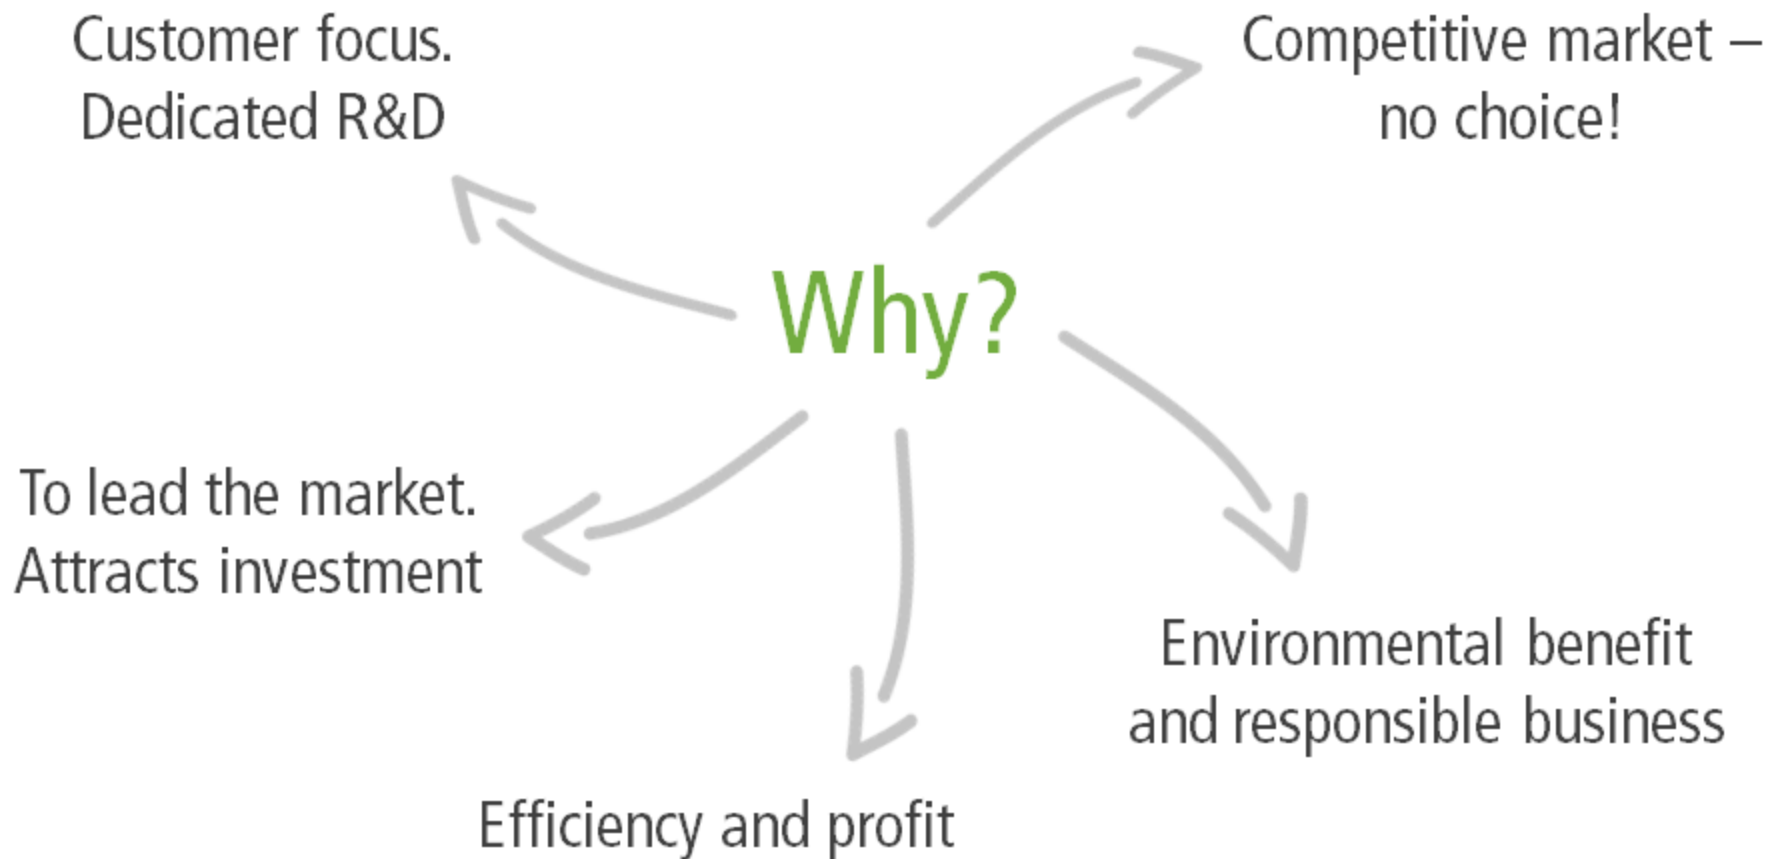 Customer focus.
Dedicated R&D
Competitive market –
no choice!
Why?
To lead the market.
Attracts investment
Environmental benefit
and responsible business
Efficiency and profit